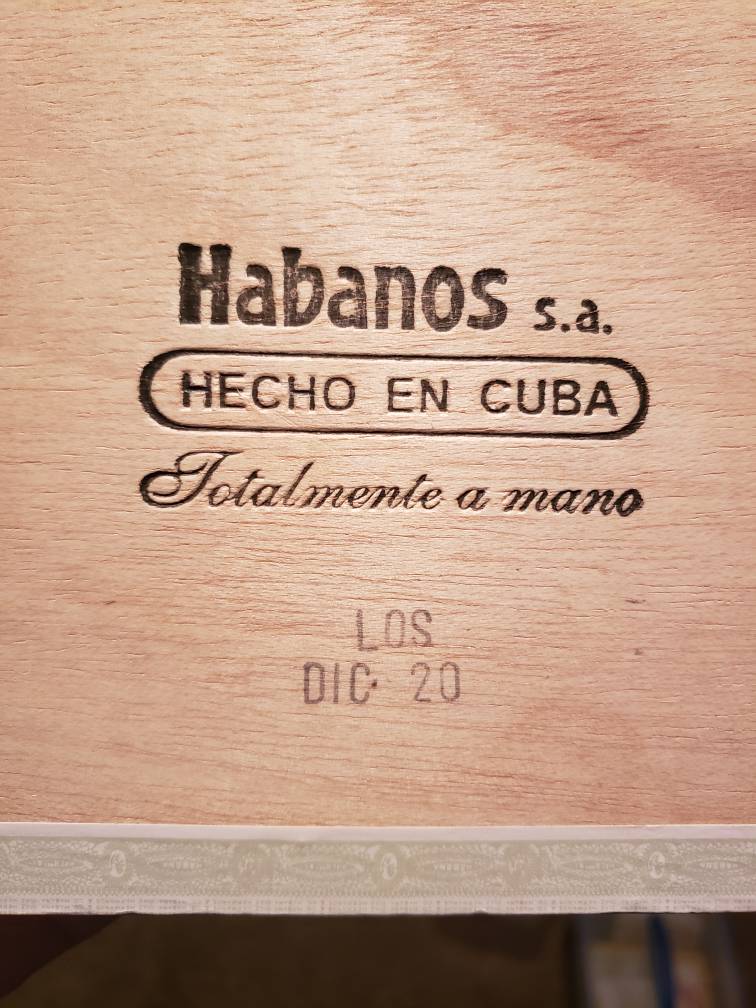 Habanos s.a.
HECHO EN CUBA
Totalmente a mano
LOS
DIC 20